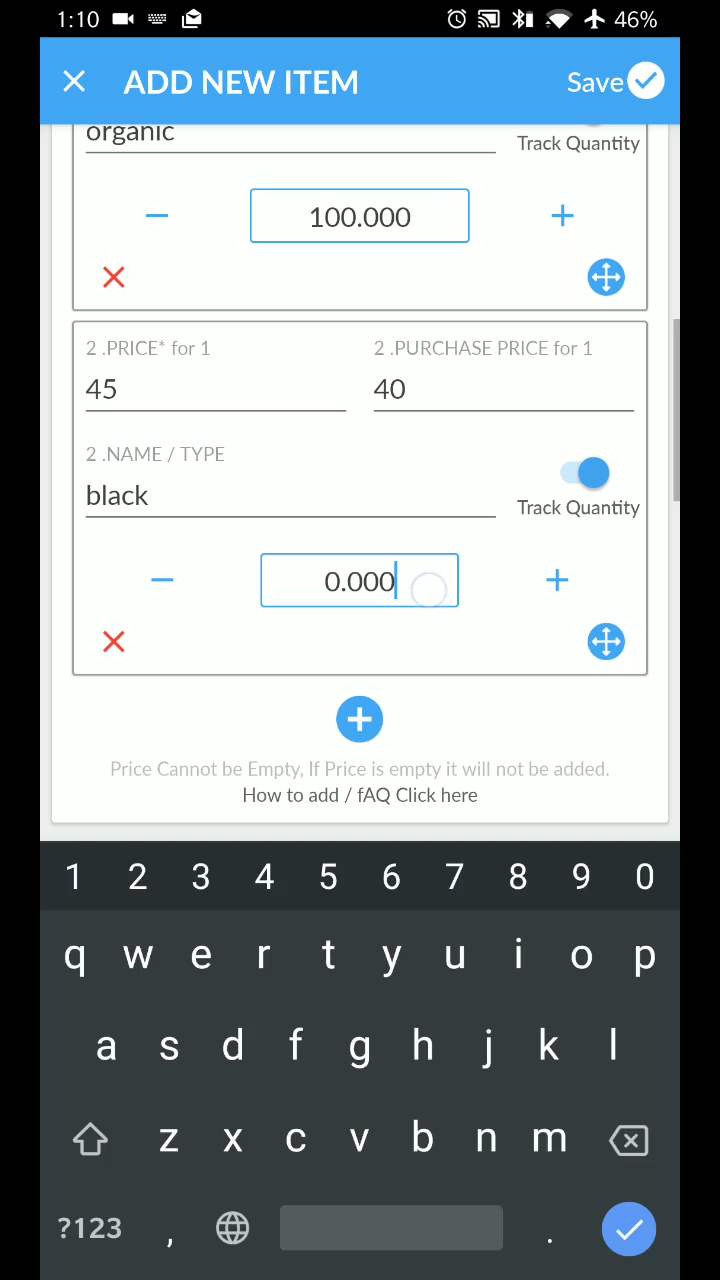 1:10 46%
ADD NEW ITEM Save
organic
Track Quantity
− 100.000 +
2 .PRICE* for 1 2 .PURCHASE PRICE for 1
45 40
2 .NAME / TYPE
black
Track Quantity
− 0.000 +
Price Cannot be Empty, If Price is empty it will not be added.
How to add / fAQ Click here
1 2 3 4 5 6 7 8 9 0
q w e r t y u i o p
a s d f g h j k l
z x c v b n m
?123 , .